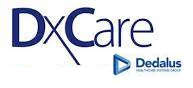 DxCare
Dedalus
HEALTHCARE SYSTEMS GROUP